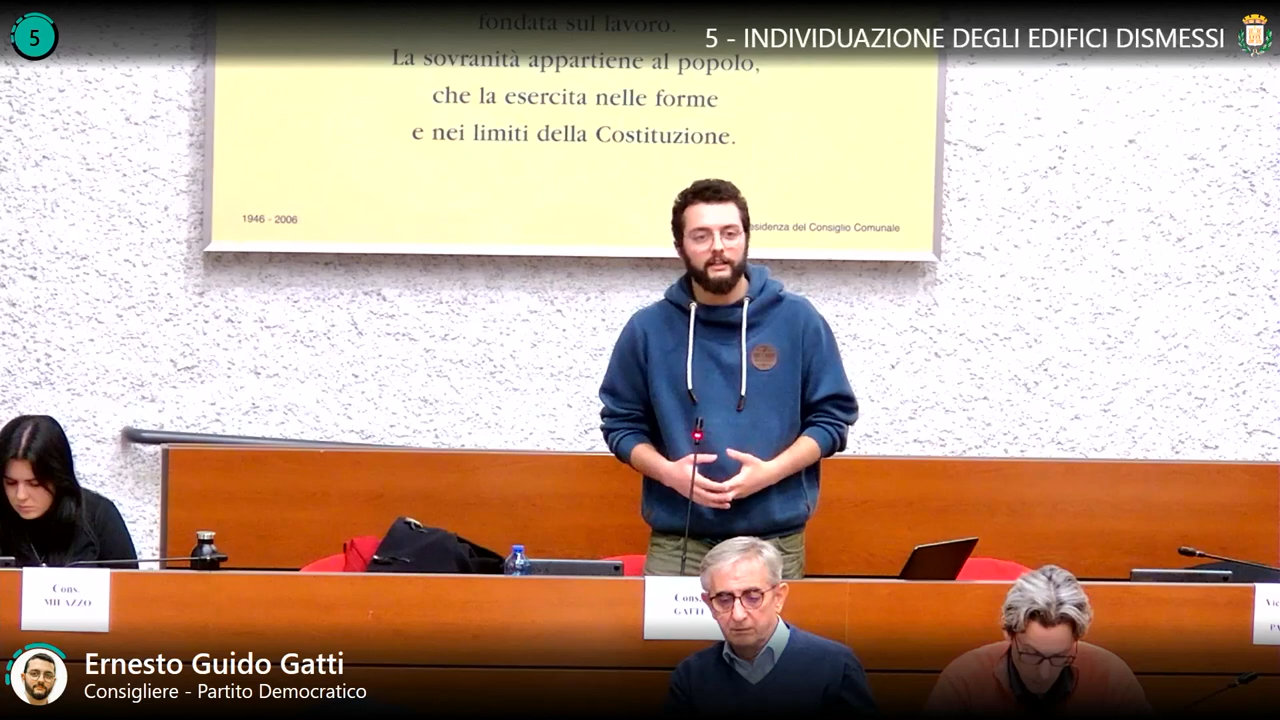 5
5 - INDIVIDUAZIONE DEGLI EDIFICI DISMESSI
fondata sul lavoro.
La sovranità appartiene al popolo,
che la esercita nelle forme
e nei limiti della Costituzione.
1946 - 2006
esidenza del Consiglio Comunale
Cons.
MILAZZO
Cons.
GATTI
Ernesto Guido Gatti
Consigliere - Partito Democratico